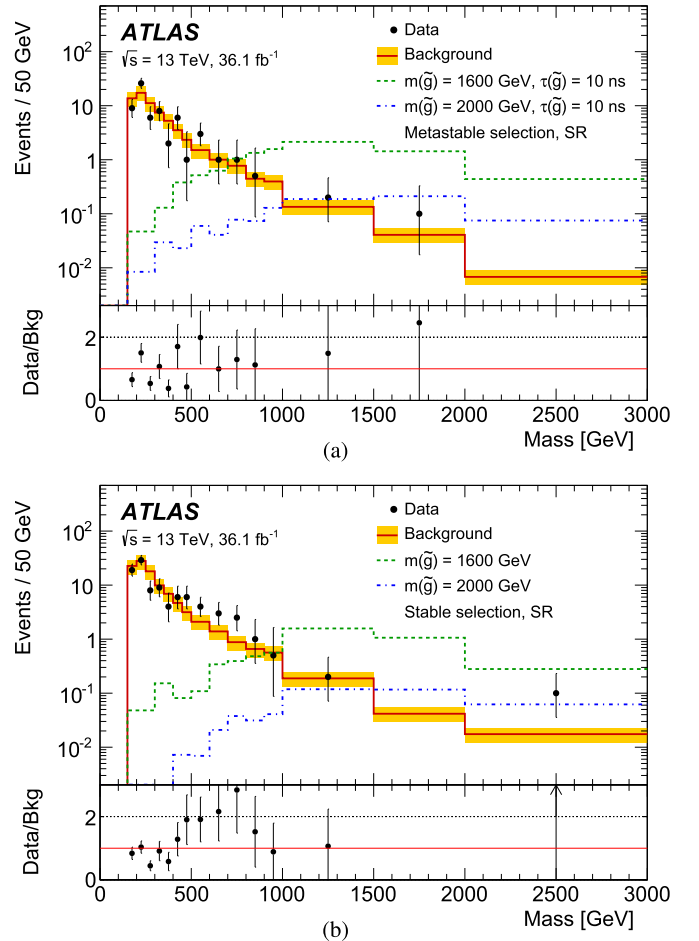 ATLAS
√s = 13 TeV, 36.1 fb⁻¹
Data
Background
m(g̃) = 1600 GeV, τ(g̃) = 10 ns
m(g̃) = 2000 GeV, τ(g̃) = 10 ns
Metastable selection, SR
Events / 50 GeV
10²
10
1
10⁻¹
10⁻²
Data/Bkg
2
0
0 500 1000 1500 2000 2500 3000
Mass [GeV]
(a)
ATLAS
√s = 13 TeV, 36.1 fb⁻¹
Data
Background
m(g̃) = 1600 GeV
m(g̃) = 2000 GeV
Stable selection, SR
Events / 50 GeV
10²
10
1
10⁻¹
10⁻²
Data/Bkg
2
0
0 500 1000 1500 2000 2500 3000
Mass [GeV]
(b)